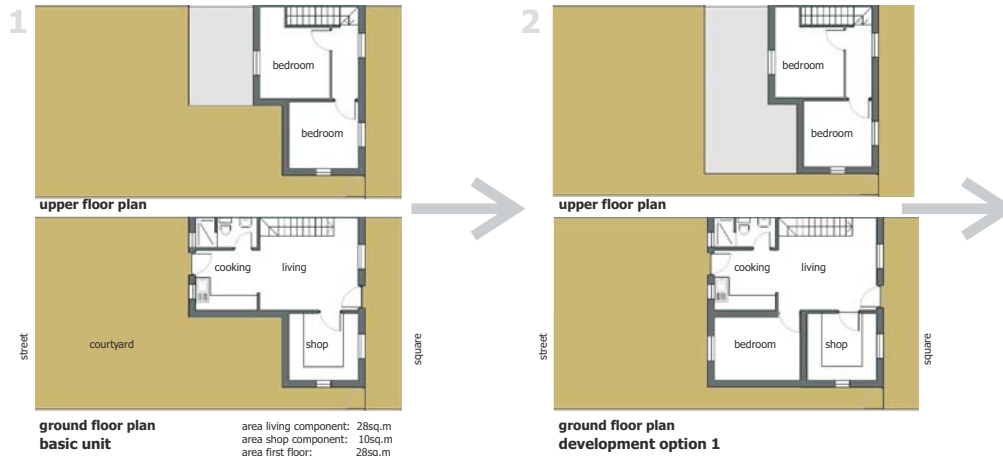 1
bedroom
bedroom
upper floor plan
cooking
living
shop
courtyard
street
square
ground floor plan
basic unit
area living component: 28sq.m
area shop component: 10sq.m
area first floor: 28sq.m
2
bedroom
bedroom
upper floor plan
cooking
living
bedroom
shop
street
square
ground floor plan
development option 1